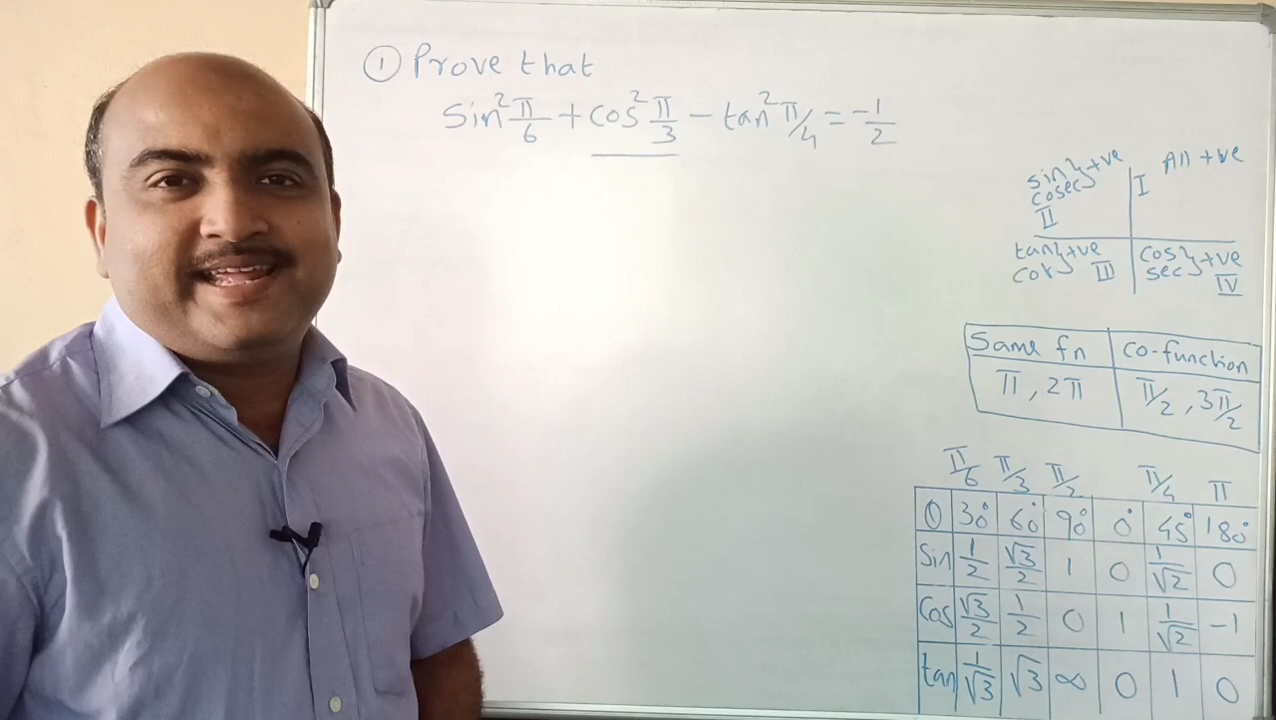 ① Prove that
sin² π/6 + cos² π/3 − tan² π/4 = −1/2
sin cosec } +ve II
I All +ve
tan cot } +ve III
cos sec } +ve IV
Same fn | co-function
π, 2π | π/2, 3π/2
π/6 π/3 π/2 π/4 π
θ 30° 60° 90° 0° 45° 180°
Sin 1/2 √3/2 1 0 1/√2 0
Cos √3/2 1/2 0 1 1/√2 -1
tan 1/√3 √3 ∞ 0 1 0